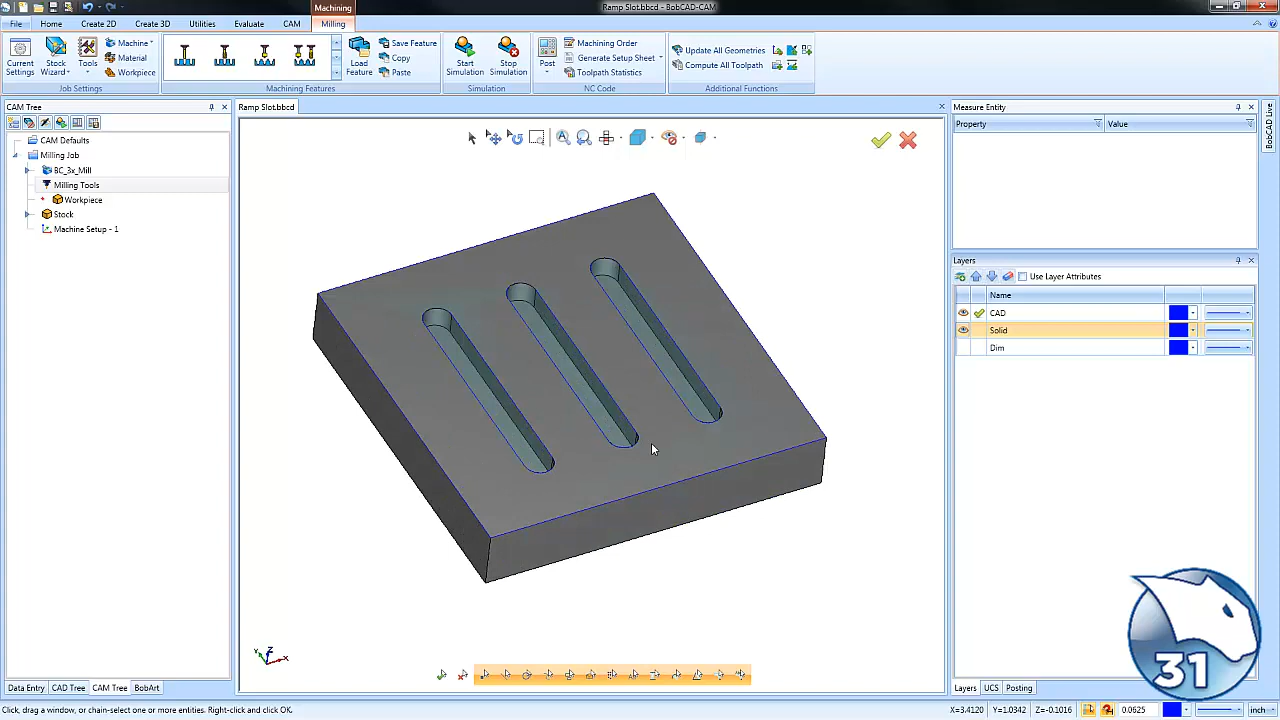 Ramp Slot.bbcd - BobCAD-CAM
Machining
File Home Create 2D Create 3D Utilities Evaluate CAM Milling
Current Settings
Stock Wizard
Tools
Machine
Material
Workpiece
Job Settings
Load Feature
Save Feature
Copy
Paste
Machining Features
Start Simulation
Stop Simulation
Simulation
Post
Machining Order
Generate Setup Sheet
Toolpath Statistics
NC Code
Update All Geometries
Compute All Toolpath
Additional Functions
CAM Tree
CAM Defaults
Milling Job
BC_3x_Mill
Milling Tools
Workpiece
Stock
Machine Setup - 1
Ramp Slot.bbcd
Z
Y
X
Measure Entity
Property Value
BobCAD Live
Layers
Use Layer Attributes
Name
CAD
Solid
Dim
31
Data Entry CAD Tree CAM Tree BobArt
Layers UCS Posting
Click, drag a window, or chain-select one or more entities. Right-click and click OK.
X=3.4120 Y=1.0342 Z=-0.1016 0.0625 inch